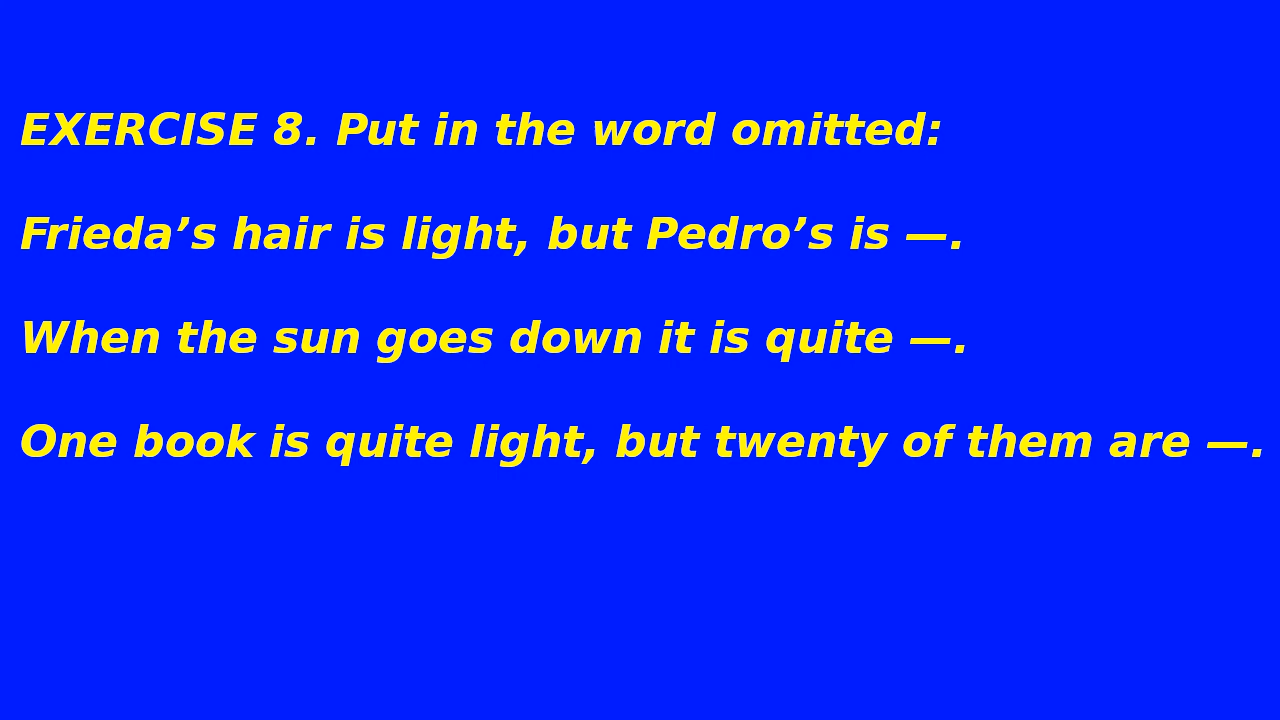 EXERCISE 8. Put in the word omitted:
Frieda’s hair is light, but Pedro’s is —.
When the sun goes down it is quite —.
One book is quite light, but twenty of them are —.